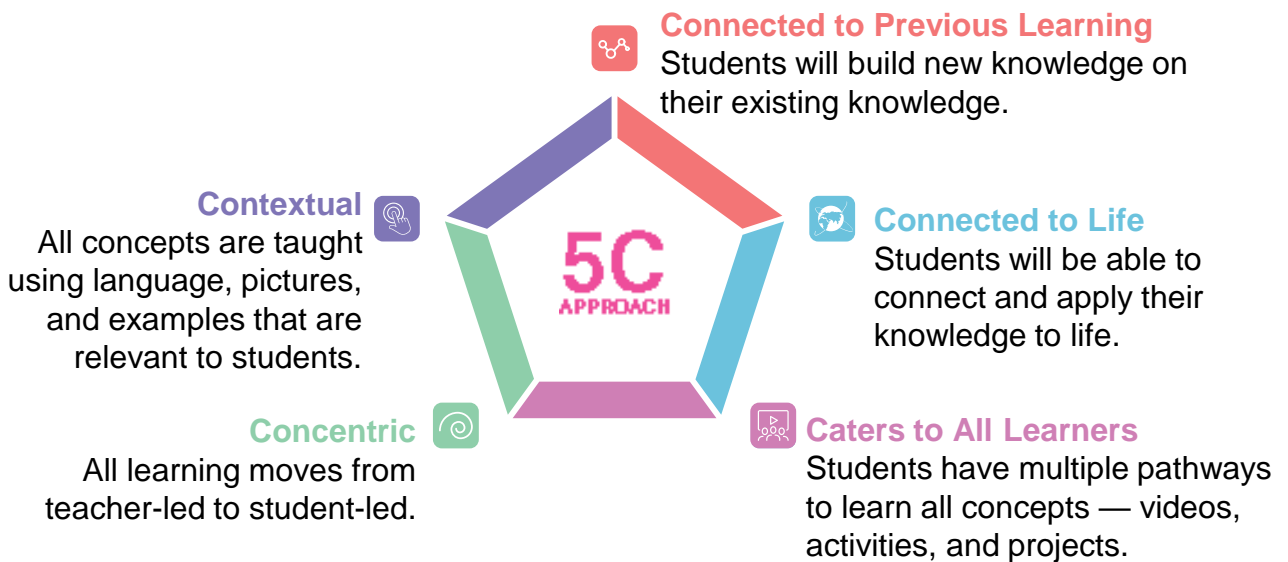 Connected to Previous Learning
Students will build new knowledge on
their existing knowledge.
Contextual
All concepts are taught
using language, pictures,
and examples that are
relevant to students.
5C
APPROACH
Connected to Life
Students will be able to
connect and apply their
knowledge to life.
Concentric
All learning moves from
teacher-led to student-led.
Caters to All Learners
Students have multiple pathways
to learn all concepts — videos,
activities, and projects.